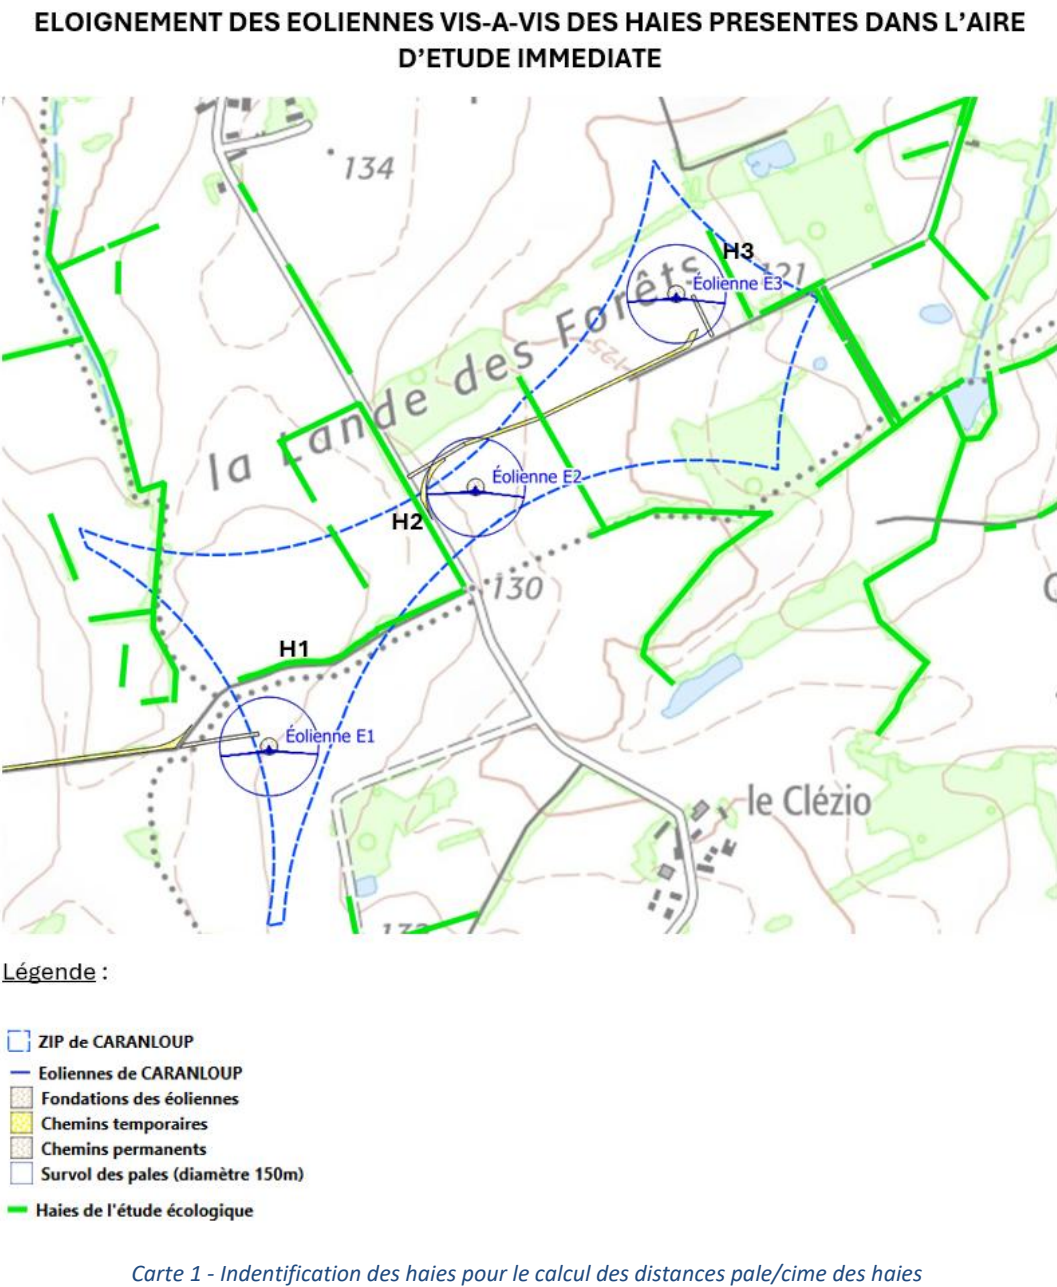 ELOIGNEMENT DES EOLIENNES VIS-A-VIS DES HAIES PRESENTES DANS L’AIRE
D’ETUDE IMMEDIATE
134
H3
121
Éolienne E3
125
la Lande des Forêts
Éolienne E2
H2
130
H1
Éolienne E1
le Clézio
Légende :
ZIP de CARANLOUP
Eoliennes de CARANLOUP
Fondations des éoliennes
Chemins temporaires
Chemins permanents
Survol des pales (diamètre 150m)
Haies de l'étude écologique
Carte 1 - Indentification des haies pour le calcul des distances pale/cime des haies